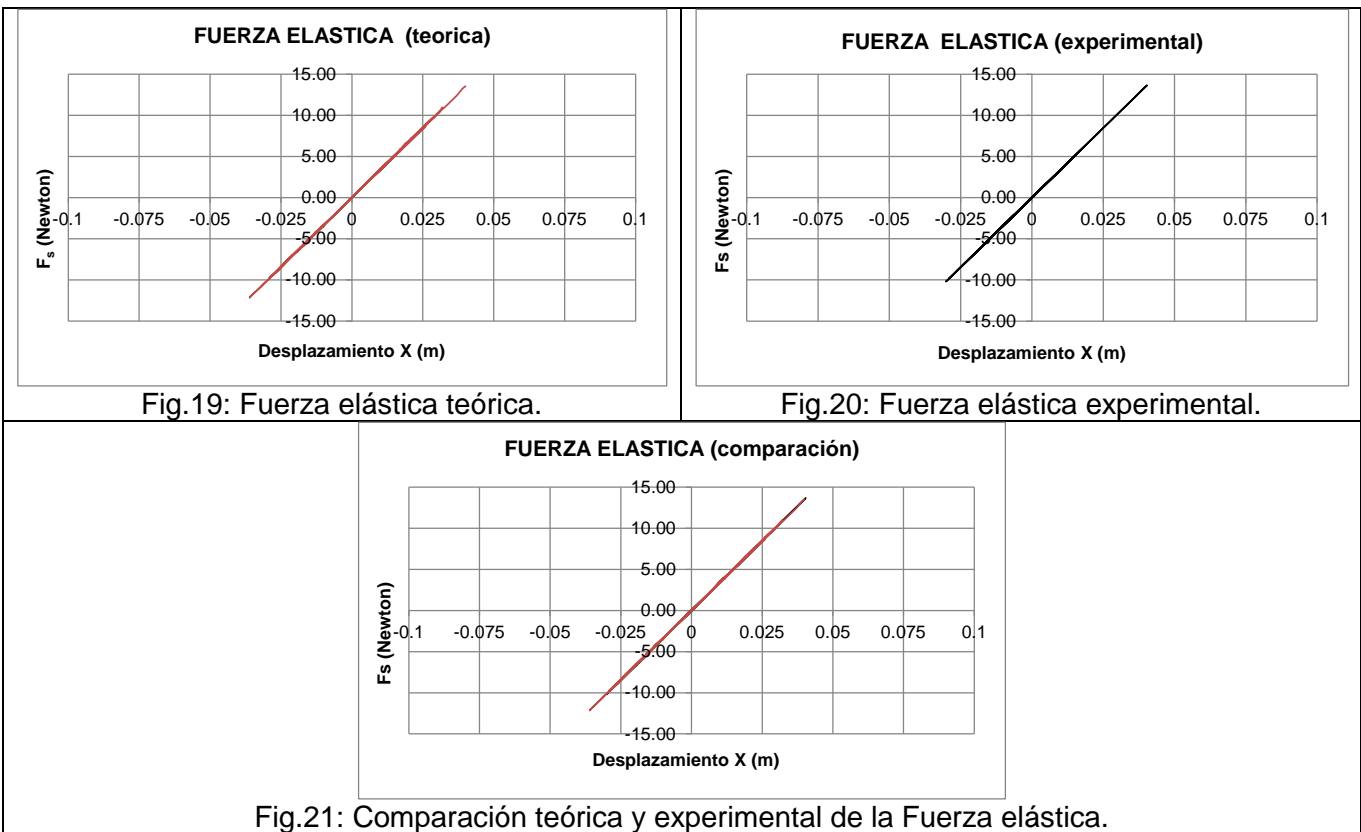 FUERZA ELASTICA (teorica)
15.00
10.00
5.00
0.00
-0.1 -0.075 -0.05 -0.025 0 0.025 0.05 0.075 0.1
-5.00
-10.00
-15.00
Fs (Newton)
Desplazamiento X (m)
Fig.19: Fuerza elástica teórica.
FUERZA ELASTICA (experimental)
15.00
10.00
5.00
0.00
-0.1 -0.075 -0.05 -0.025 0 0.025 0.05 0.075 0.1
-5.00
-10.00
-15.00
Fs (Newton)
Desplazamiento X (m)
Fig.20: Fuerza elástica experimental.
FUERZA ELASTICA (comparación)
15.00
10.00
5.00
0.00
-0.1 -0.075 -0.05 -0.025 0 0.025 0.05 0.075 0.1
-5.00
-10.00
-15.00
Fs (Newton)
Desplazamiento X (m)
Fig.21: Comparación teórica y experimental de la Fuerza elástica.